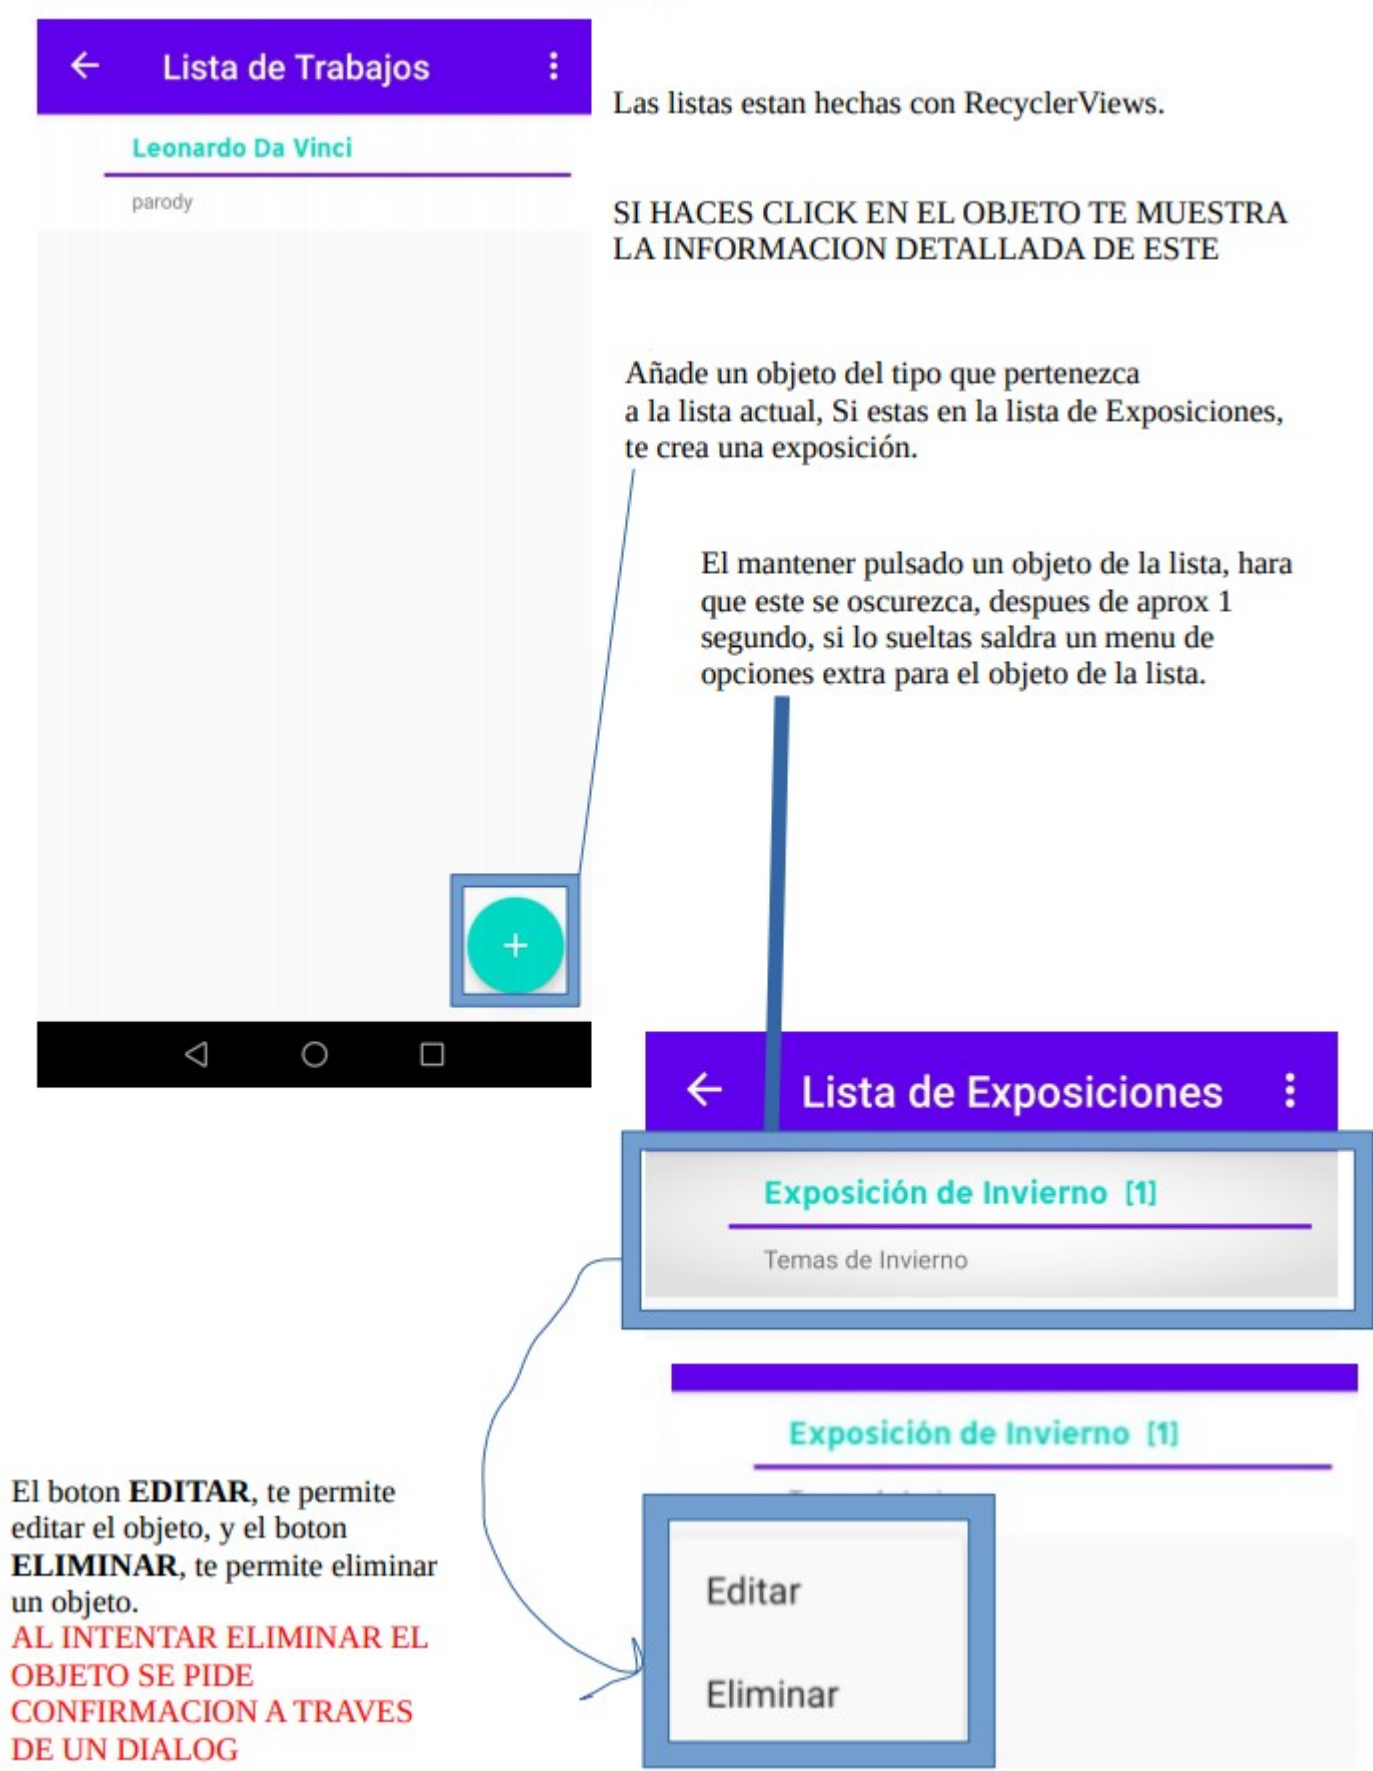 Lista de Trabajos
Leonardo Da Vinci
parody
Las listas estan hechas con RecyclerViews.
SI HACES CLICK EN EL OBJETO TE MUESTRA
LA INFORMACION DETALLADA DE ESTE
Añade un objeto del tipo que pertenezca
a la lista actual, Si estas en la lista de Exposiciones,
te crea una exposición.
El mantener pulsado un objeto de la lista, hara
que este se oscurezca, despues de aprox 1
segundo, si lo sueltas saldra un menu de
opciones extra para el objeto de la lista.
+
Lista de Exposiciones
Exposición de Invierno [1]
Temas de Invierno
Exposición de Invierno [1]
Editar
Eliminar
El boton EDITAR, te permite
editar el objeto, y el boton
ELIMINAR, te permite eliminar
un objeto.
AL INTENTAR ELIMINAR EL
OBJETO SE PIDE
CONFIRMACION A TRAVES
DE UN DIALOG